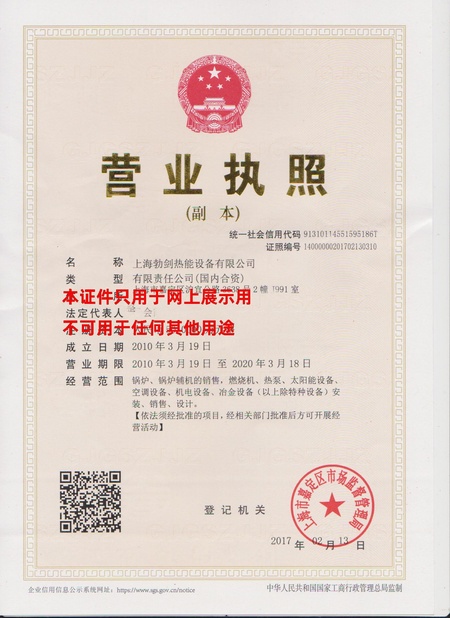 营业执照
(副 本)
统一社会信用代码 91310114551595186T
证照编号 14000000201702130310
名 称 上海勃剑热能设备有限公司
类 型 有限责任公司(国内合资)
本证件只用于网上展示用
法定代表人
不可用于任何其他用途
成立日期 2010年3月19日
营业期限 2010年3月19日 至 2020年3月18日
经营范围 锅炉、锅炉辅机的销售，燃烧机、热泵、太阳能设备、
空调设备、机电设备、冶金设备（以上除特种设备）安
装、销售、设计。
【依法须经批准的项目，经相关部门批准后方可开展经
营活动】
上海市嘉定区市场监督管理局
登记机关
2017 年 02 月 13 日
企业信用信息公示系统网址：https://www.sgs.gov.cn/notice
中华人民共和国国家工商行政管理总局监制